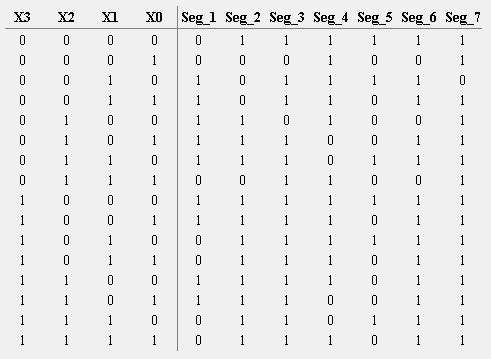 X3 X2 X1 X0 Seg_1 Seg_2 Seg_3 Seg_4 Seg_5 Seg_6 Seg_7
0 0 0 0 0 1 1 1 1 1 1
0 0 0 1 0 0 0 1 0 0 1
0 0 1 0 1 0 1 1 1 1 0
0 0 1 1 1 0 1 1 0 1 1
0 1 0 0 1 1 0 1 0 0 1
0 1 0 1 1 1 1 0 0 1 1
0 1 1 0 1 1 1 0 1 1 1
0 1 1 1 0 0 1 1 0 0 1
1 0 0 0 1 1 1 1 1 1 1
1 0 0 1 1 1 1 1 0 1 1
1 0 1 0 0 1 1 1 1 1 1
1 0 1 1 0 1 1 1 0 1 1
1 1 0 0 1 1 1 1 1 1 1
1 1 0 1 1 1 1 0 0 1 1
1 1 1 0 0 1 1 0 1 1 1
1 1 1 1 0 1 1 1 0 1 1